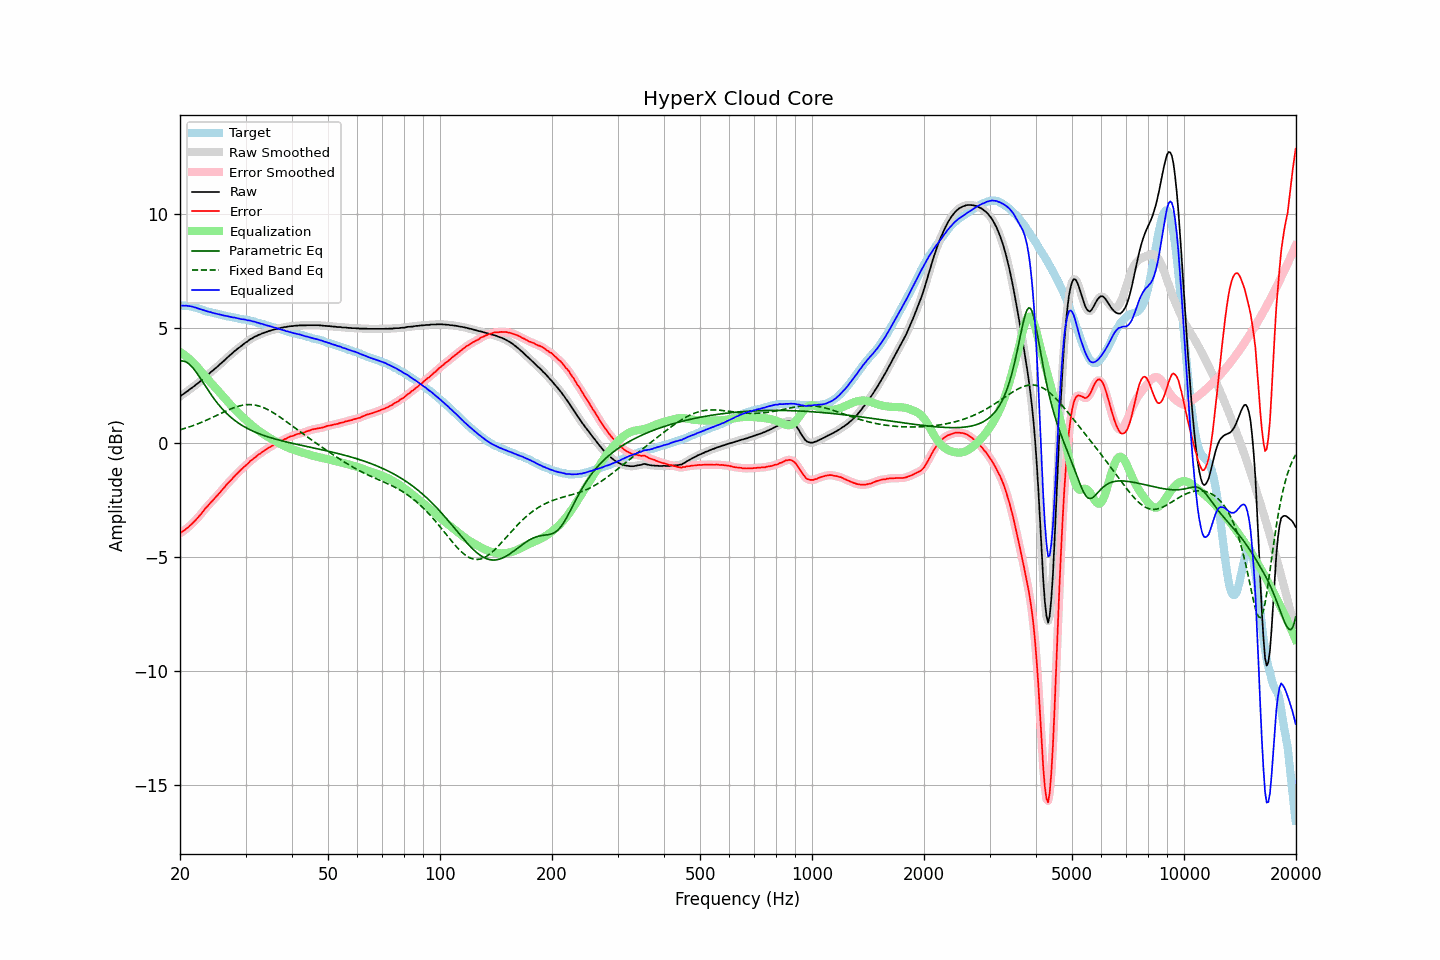 HyperX Cloud Core
Target
Raw Smoothed
Error Smoothed
Raw
Error
Equalization
Parametric Eq
Fixed Band Eq
Equalized
10
5
0
−5
−10
−15
Amplitude (dBr)
20 50 100 200 500 1000 2000 5000 10000 20000
Frequency (Hz)